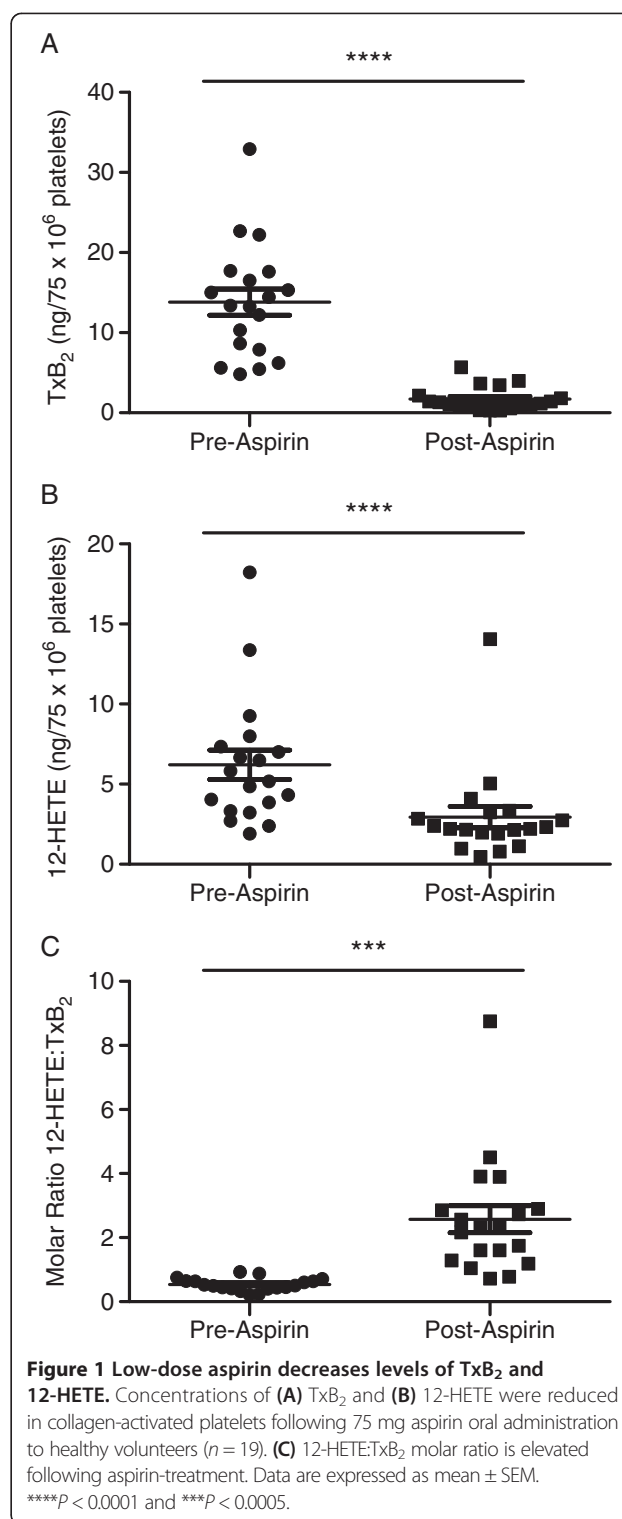 A
****
40
30
20
10
0
TxB₂ (ng/75 x 10⁶ platelets)
Pre-Aspirin
Post-Aspirin
B
****
20
15
10
5
0
12-HETE (ng/75 x 10⁶ platelets)
Pre-Aspirin
Post-Aspirin
C
***
10
8
6
4
2
0
Molar Ratio 12-HETE:TxB₂
Pre-Aspirin
Post-Aspirin
Figure 1 Low-dose aspirin decreases levels of TxB₂ and
12-HETE. Concentrations of (A) TxB₂ and (B) 12-HETE were reduced
in collagen-activated platelets following 75 mg aspirin oral administration
to healthy volunteers (n = 19). (C) 12-HETE:TxB₂ molar ratio is elevated
following aspirin-treatment. Data are expressed as mean ± SEM.
****P < 0.0001 and ***P < 0.0005.